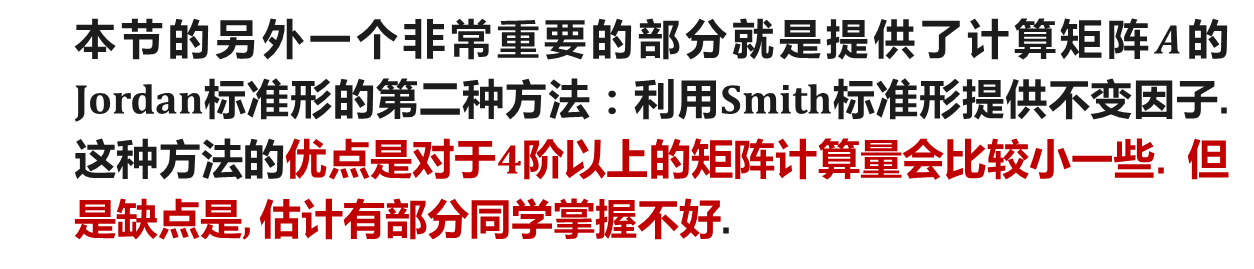 本节的另外一个非常重要的部分就是提供了计算矩阵A的
Jordan标准形的第二种方法：利用Smith标准形提供不变因子.
这种方法的优点是对于4阶以上的矩阵计算量会比较小一些. 但
是缺点是, 估计有部分同学掌握不好.